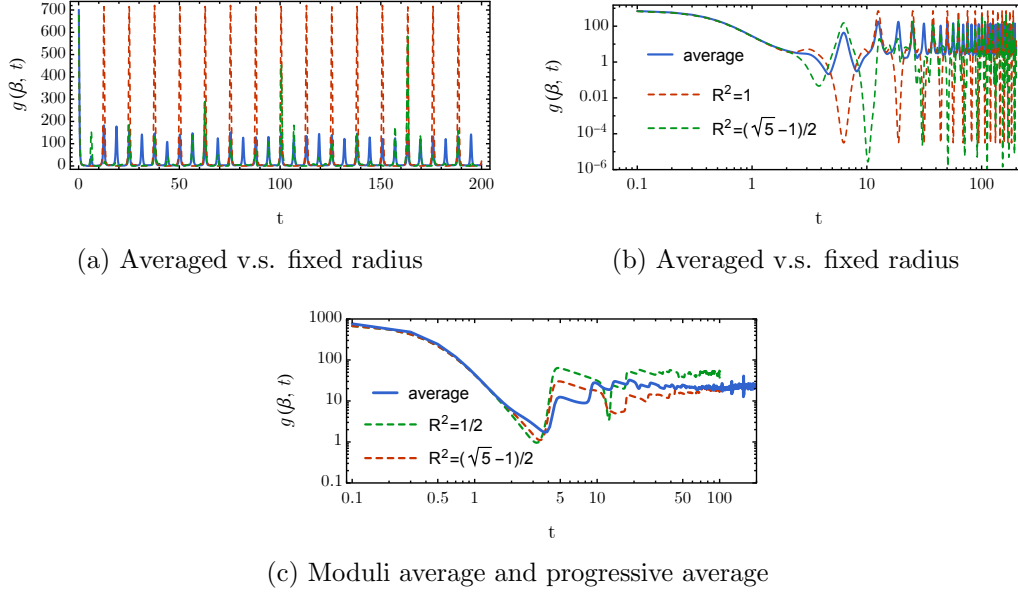 700
600
500
400
300
200
100
0
g (β, t)
0 50 100 150 200
t
(a) Averaged v.s. fixed radius
100
1
0.01
10⁻⁴
10⁻⁶
g (β, t)
average
R²=1
R²=(√5 −1)/2
0.1 1 10 100
t
(b) Averaged v.s. fixed radius
1000
100
10
1
0.1
g (β, t)
average
R²=1/2
R²=(√5 −1)/2
0.1 0.5 1 5 10 50 100
t
(c) Moduli average and progressive average